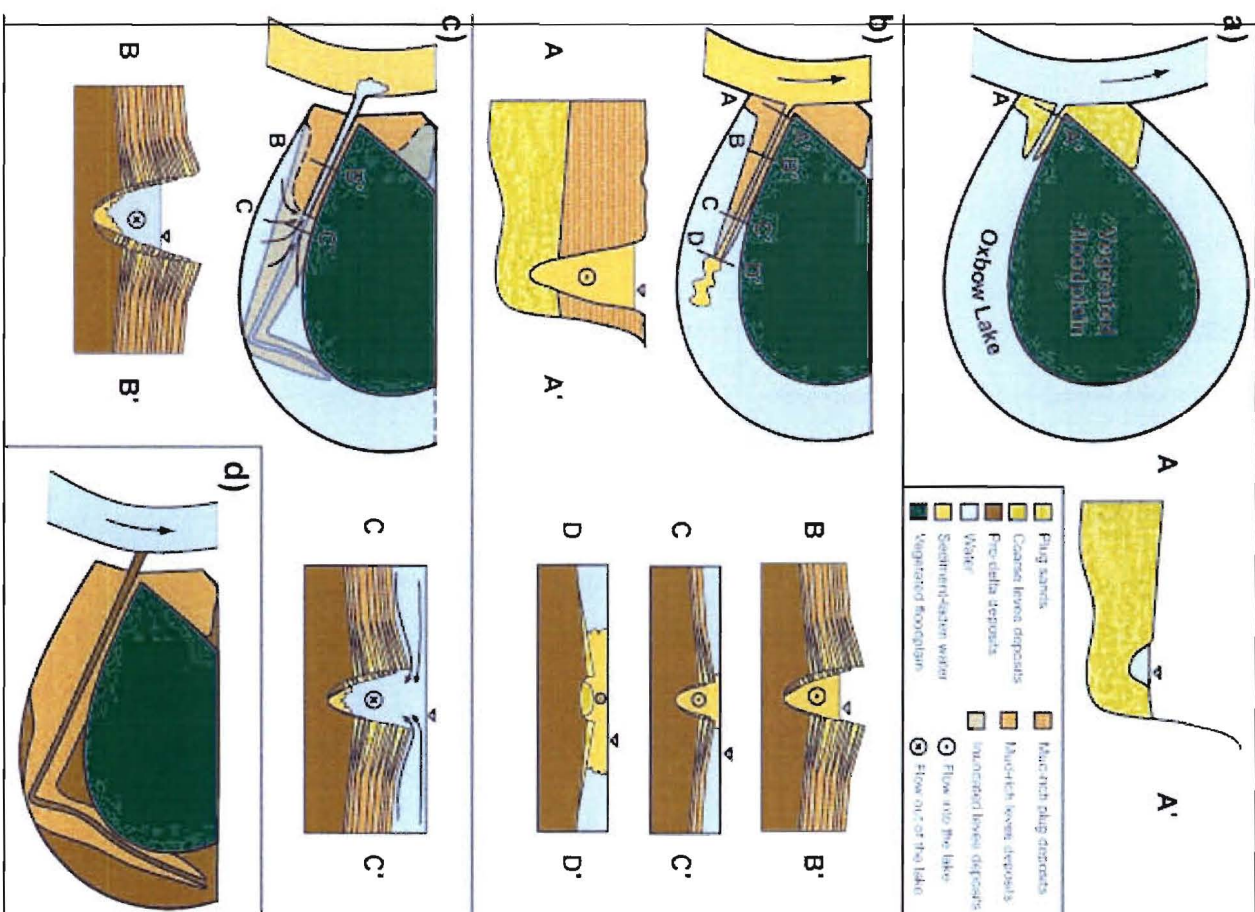 a)
A
A'
Vegetated floodplain
Oxbow Lake
A
A'
Plug sands
Coarse levee deposits
Pro-delta deposits
Water
Sediment-laden water
Vegetated floodplain
Mud-rich plug deposits
Mud-rich levee deposits
Inundated levee deposits
Flow into the lake
Flow out of the lake
b)
A
A'
B
B'
C
C'
D
D'
A
A'
B
B'
C
C'
D
D'
c)
B
B'
C
C'
B
B'
C
C'
d)